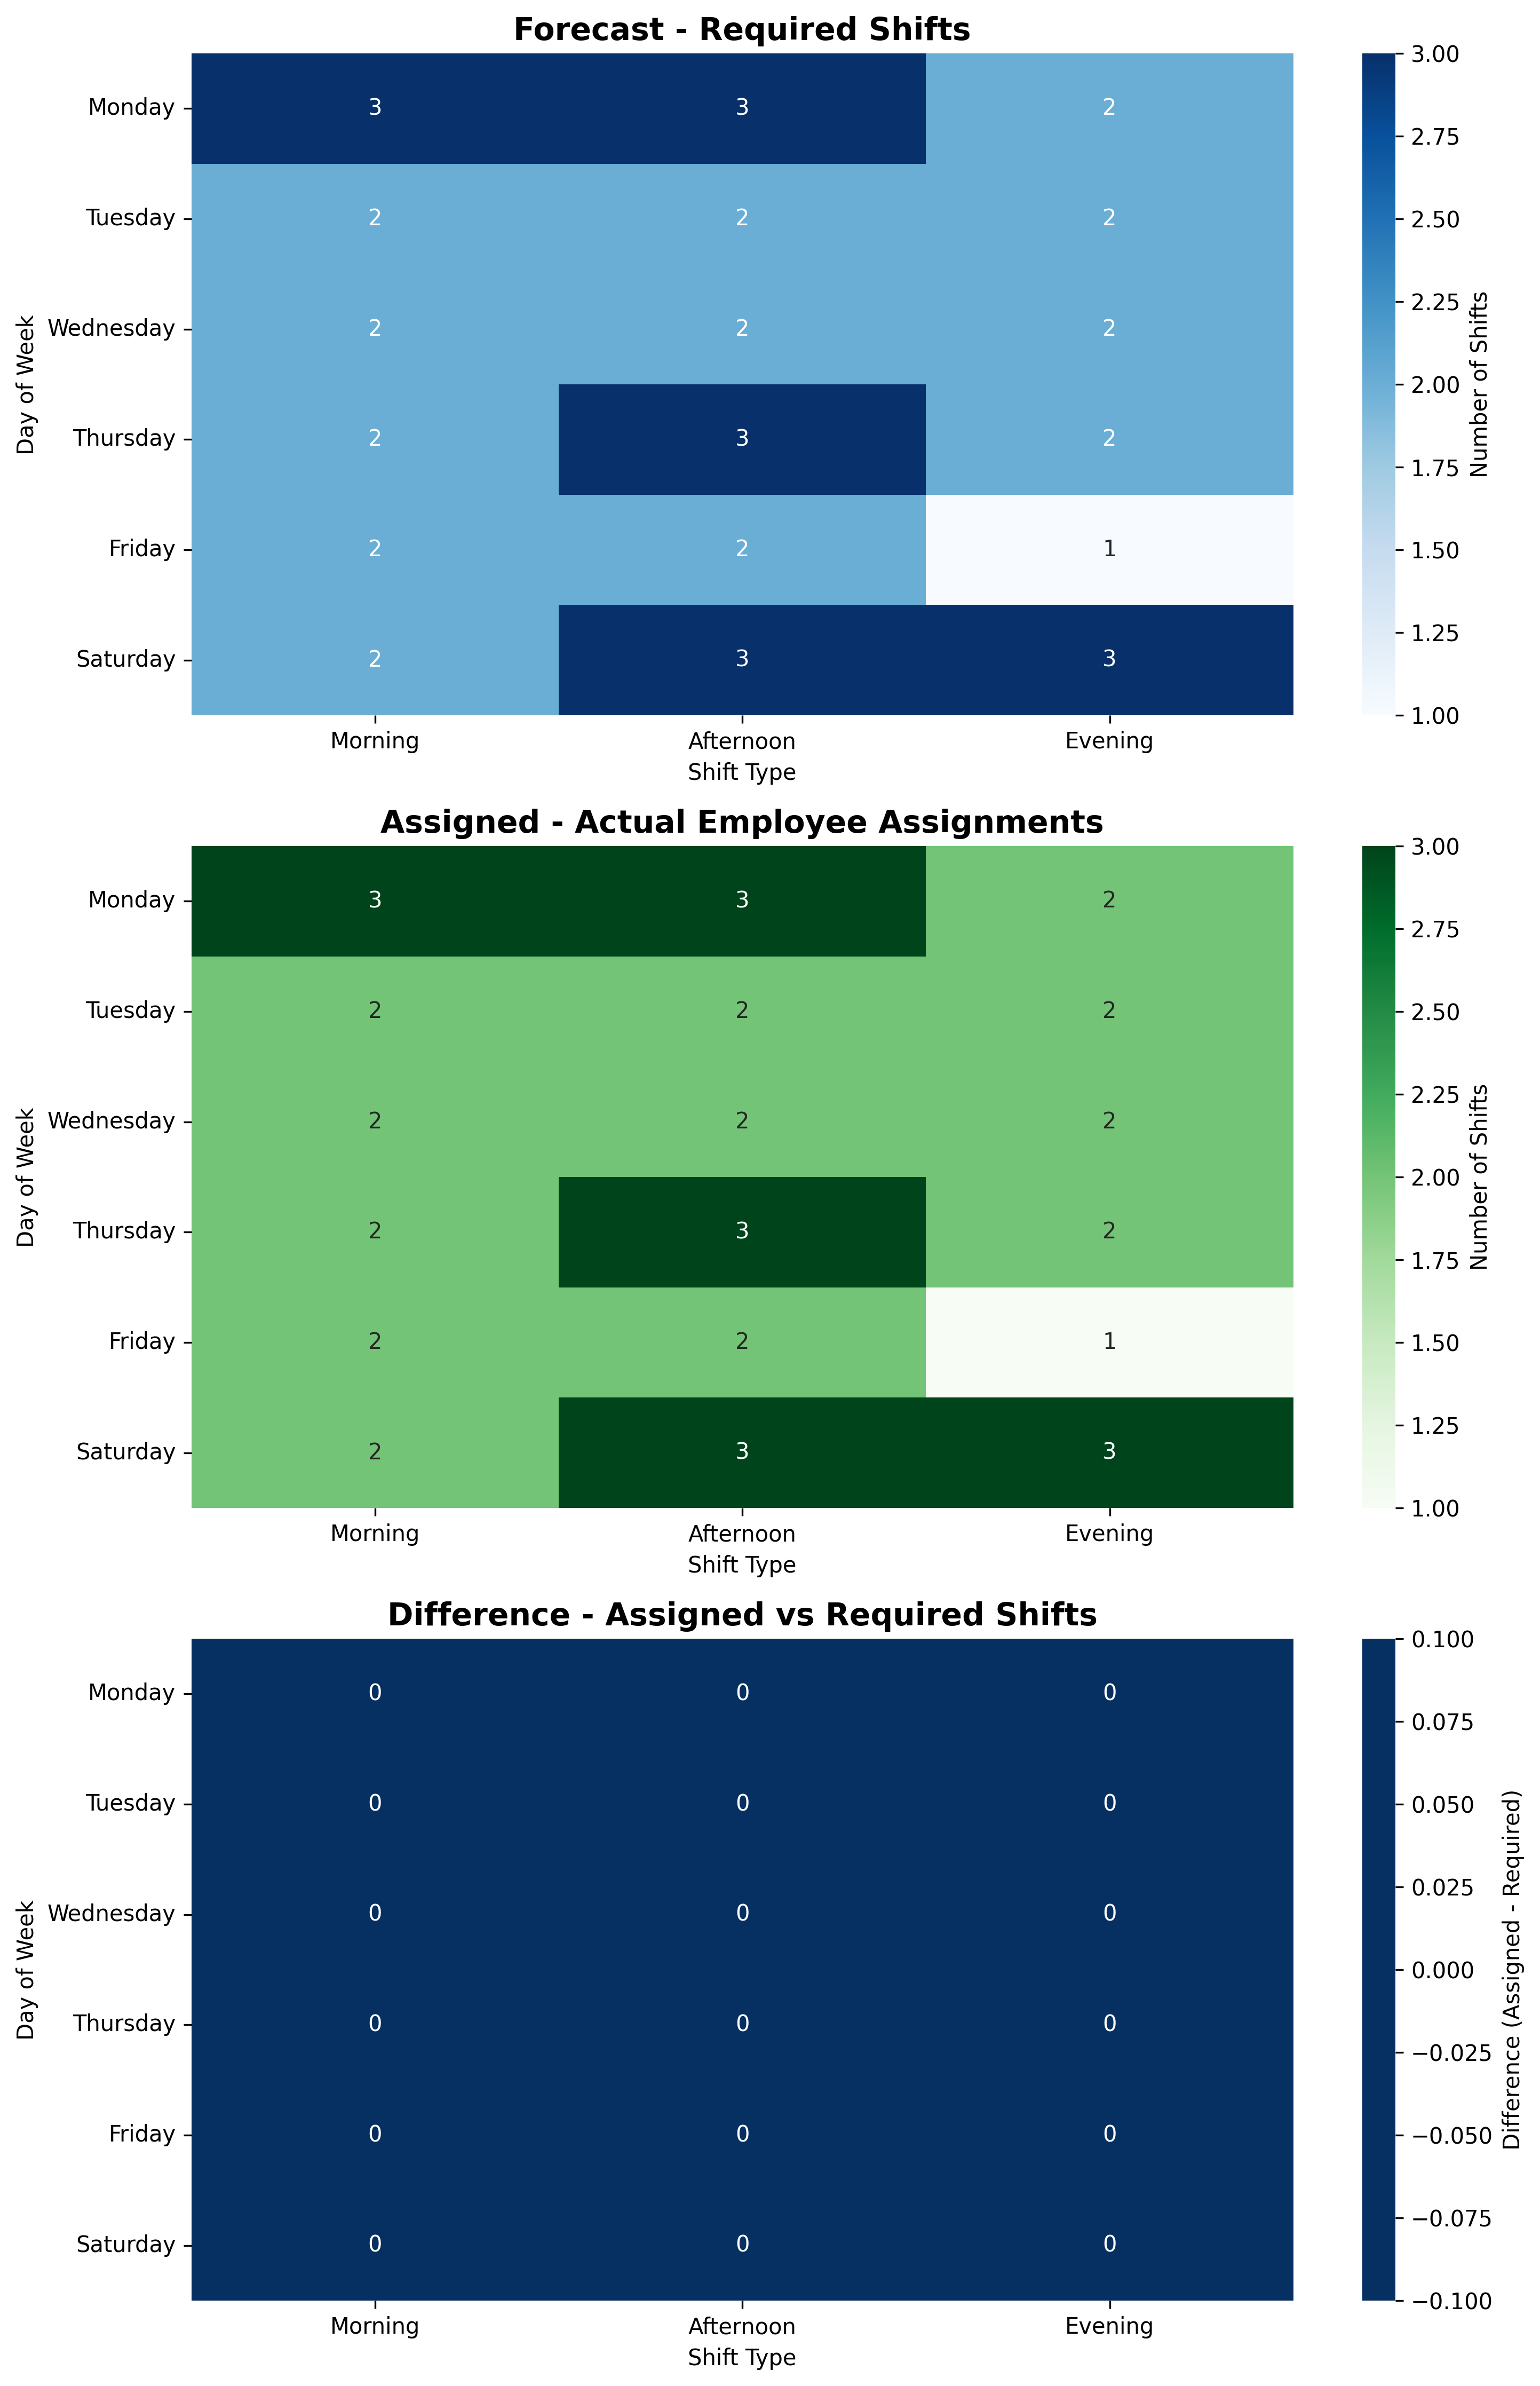 Forecast - Required Shifts
Monday 3 3 2
Tuesday 2 2 2
Wednesday 2 2 2
Thursday 2 3 2
Friday 2 2 1
Saturday 2 3 3
Morning Afternoon Evening
Shift Type
Day of Week
3.00
2.75
2.50
2.25
2.00
1.75
1.50
1.25
1.00
Number of Shifts
Assigned - Actual Employee Assignments
Monday 3 3 2
Tuesday 2 2 2
Wednesday 2 2 2
Thursday 2 3 2
Friday 2 2 1
Saturday 2 3 3
Morning Afternoon Evening
Shift Type
Day of Week
3.00
2.75
2.50
2.25
2.00
1.75
1.50
1.25
1.00
Number of Shifts
Difference - Assigned vs Required Shifts
Monday 0 0 0
Tuesday 0 0 0
Wednesday 0 0 0
Thursday 0 0 0
Friday 0 0 0
Saturday 0 0 0
Morning Afternoon Evening
Shift Type
Day of Week
0.100
0.075
0.050
0.025
0.000
−0.025
−0.050
−0.075
−0.100
Difference (Assigned - Required)